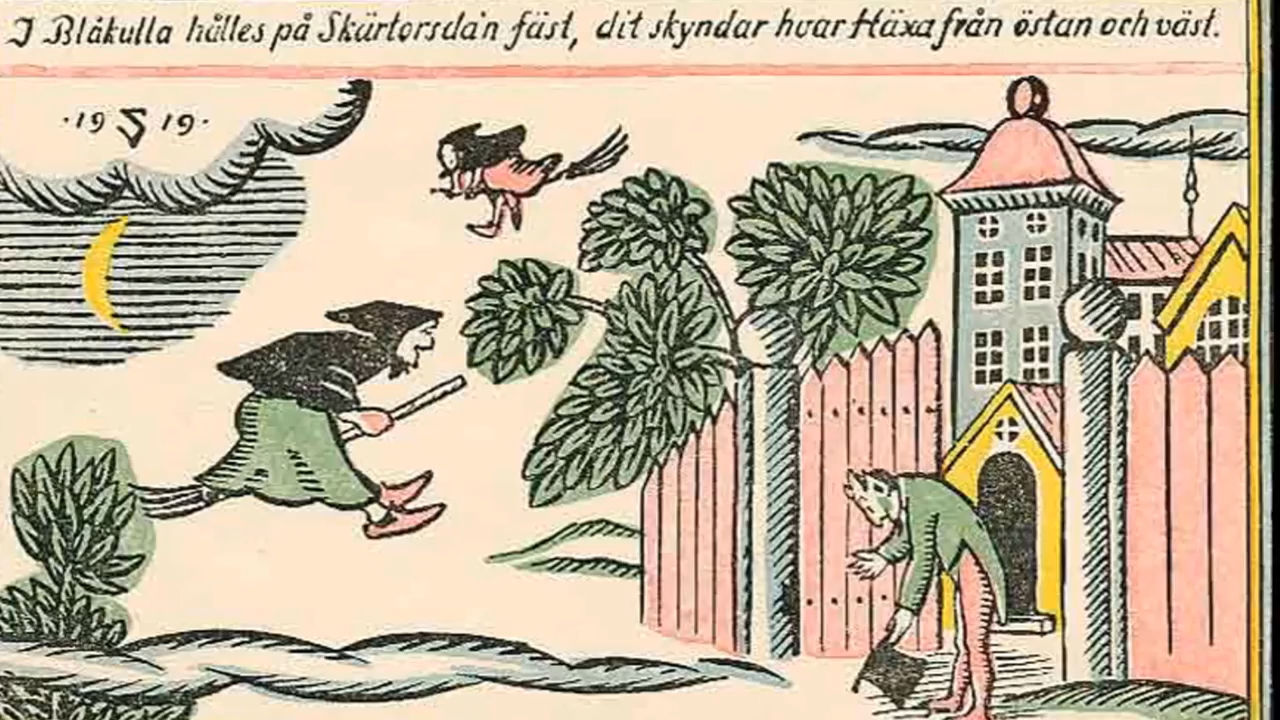 I Blåkulla hålles på Skärtorsda'n fäst, dit skyndar hvar Häxa från östan och väst.
·19 S 19·